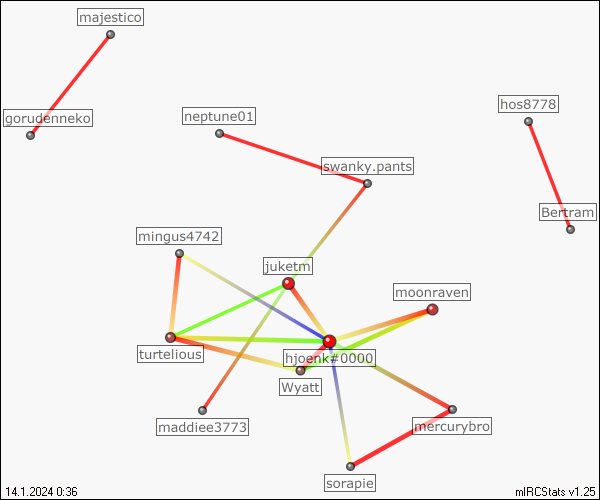 majestico
gorudenneko
neptune01
hos8778
swanky.pants
Bertram
mingus4742
juketm
moonraven
turtelious
hjoenk#0000
Wyatt
maddiee3773
mercurybro
sorapie
14.1.2024 0:36
mIRCStats v1.25